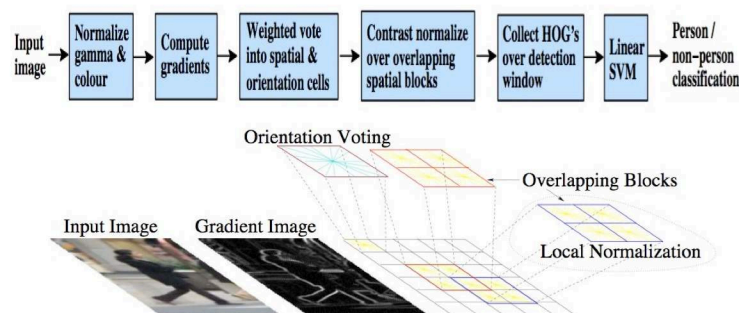 Input
image
Normalize
gamma &
colour
Compute
gradients
Weighted vote
into spatial &
orientation cells
Contrast normalize
over overlapping
spatial blocks
Collect HOG's
over detection
window
Linear
SVM
Person /
non-person
classification
Orientation Voting
Overlapping Blocks
Input Image
Gradient Image
Local Normalization